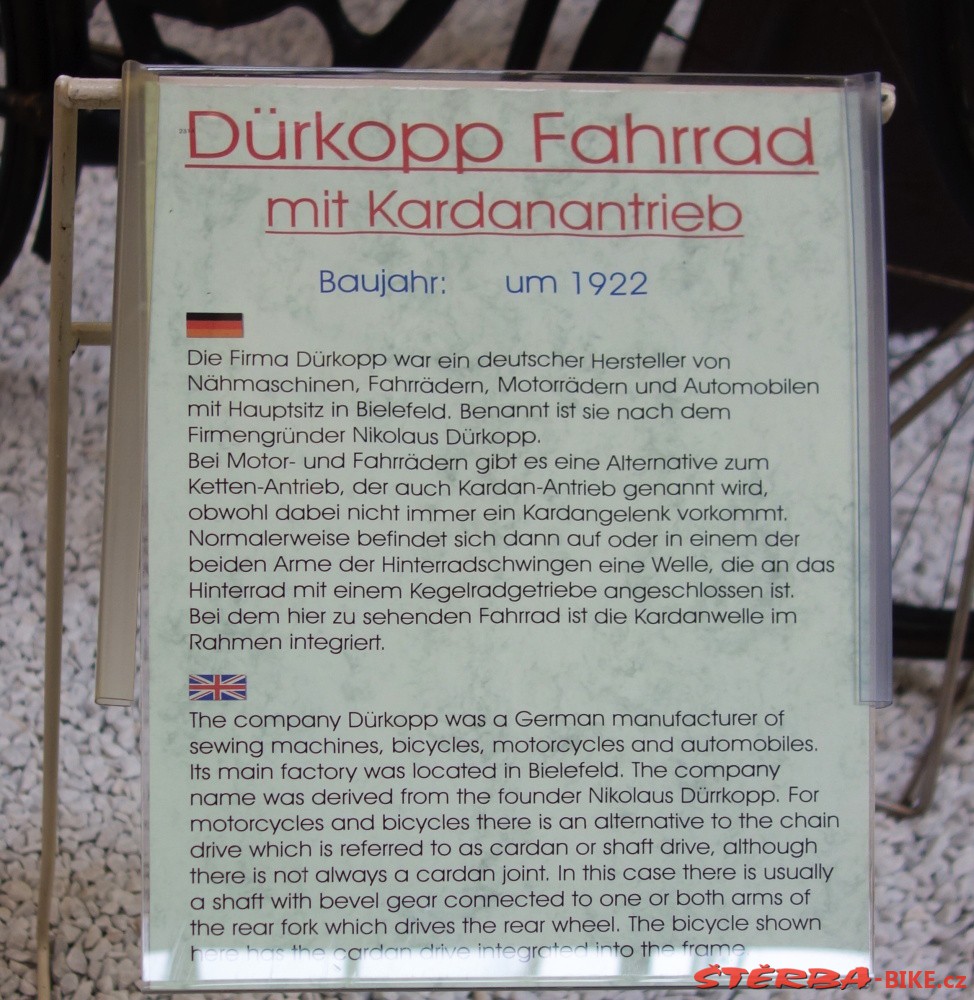 Dürkopp Fahrrad
mit Kardanantrieb
Baujahr: um 1922
Die Firma Dürkopp war ein deutscher Hersteller von
Nähmaschinen, Fahrrädern, Motorrädern und Automobilen
mit Hauptsitz in Bielefeld. Benannt ist sie nach dem
Firmengründer Nikolaus Dürkopp.
Bei Motor- und Fahrrädern gibt es eine Alternative zum
Ketten-Antrieb, der auch Kardan-Antrieb genannt wird,
obwohl dabei nicht immer ein Kardangelenk vorkommt.
Normalerweise befindet sich dann auf oder in einem der
beiden Arme der Hinterradschwingen eine Welle, die an das
Hinterrad mit einem Kegelradgetriebe angeschlossen ist.
Bei dem hier zu sehenden Fahrrad ist die Kardanwelle im
Rahmen integriert.
The company Dürkopp was a German manufacturer of
sewing machines, bicycles, motorcycles and automobiles.
Its main factory was located in Bielefeld. The company
name was derived from the founder Nikolaus Dürrkopp. For
motorcycles and bicycles there is an alternative to the chain
drive which is referred to as cardan or shaft drive, although
there is not always a cardan joint. In this case there is usually
a shaft with bevel gear connected to one or both arms of
the rear fork which drives the rear wheel. The bicycle shown
here has the cardan drive integrated into the frame.
ŠTĚRBA-BIKE.cz